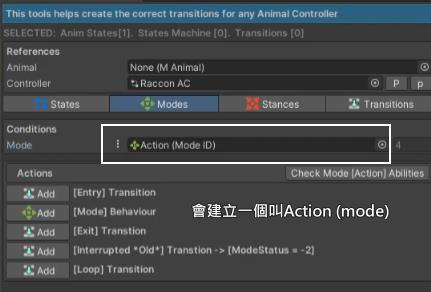 This tools helps create the correct transitions for any Animal Controller
SELECTED: Anim States[1]. States Machine [0]. Transitions [0]
References
Animal None (M Animal)
Controller Raccon AC P p
States Modes Stances Transitions
Conditions
Mode Action (Mode ID) 4
Actions Check Mode [Action] Abilities
Add [Entry] Transition
Add [Mode] Behaviour
會建立一個叫Action (mode)
Add [Exit] Transtion
Add [Interrupted *Old*] Transtion -> [ModeStatus = -2]
Add [Loop] Transition